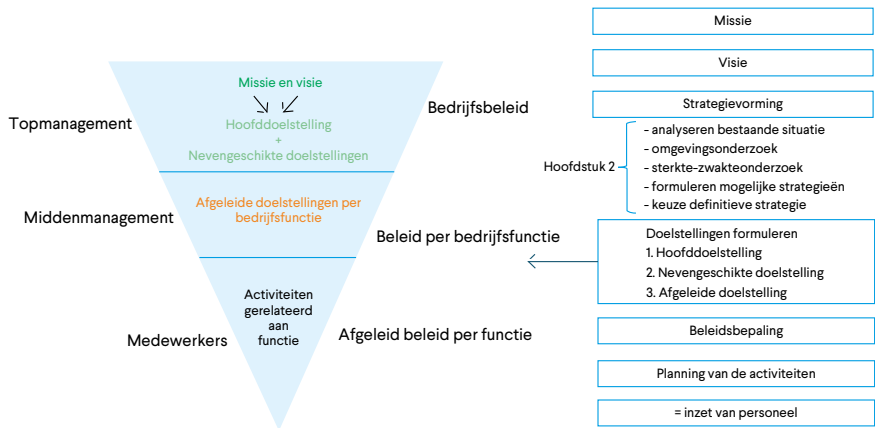 Topmanagement
Middenmanagement
Medewerkers
Missie en visie
Hoofddoelstelling
+
Nevengeschikte doelstellingen
Afgeleide doelstellingen per
bedrijfsfunctie
Activiteiten
gerelateerd
aan
functie
Bedrijfsbeleid
Beleid per bedrijfsfunctie
Afgeleid beleid per functie
Missie
Visie
Strategievorming
Hoofdstuk 2
- analyseren bestaande situatie
- omgevingsonderzoek
- sterkte-zwakteonderzoek
- formuleren mogelijke strategieën
- keuze definitieve strategie
Doelstellingen formuleren
1. Hoofddoelstelling
2. Nevengeschikte doelstelling
3. Afgeleide doelstelling
Beleidsbepaling
Planning van de activiteiten
= inzet van personeel